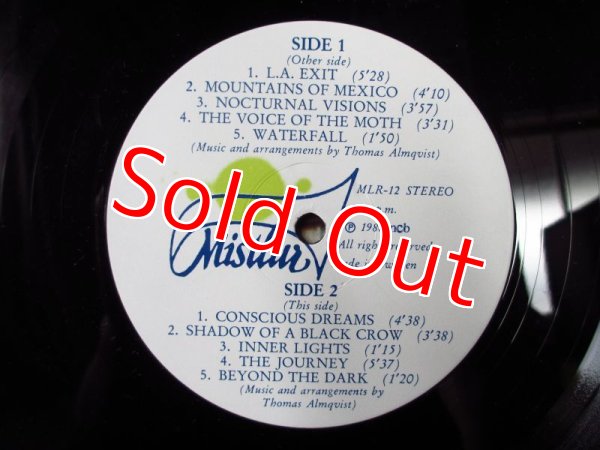 SIDE 1
(Other side)
1. L.A. EXIT (5'28)
2. MOUNTAINS OF MEXICO (4'10)
3. NOCTURNAL VISIONS (3'57)
4. THE VOICE OF THE MOTH (3'31)
5. WATERFALL (1'50)
(Music and arrangements by Thomas Almqvist)
MLR-12 STEREO
Sold Out
ncb
All rights reserved
SIDE 2
(This side)
1. CONSCIOUS DREAMS (4'38)
2. SHADOW OF A BLACK CROW (3'38)
3. INNER LIGHTS (1'15)
4. THE JOURNEY (5'37)
5. BEYOND THE DARK (1'20)
(Music and arrangements by
Thomas Almqvist)